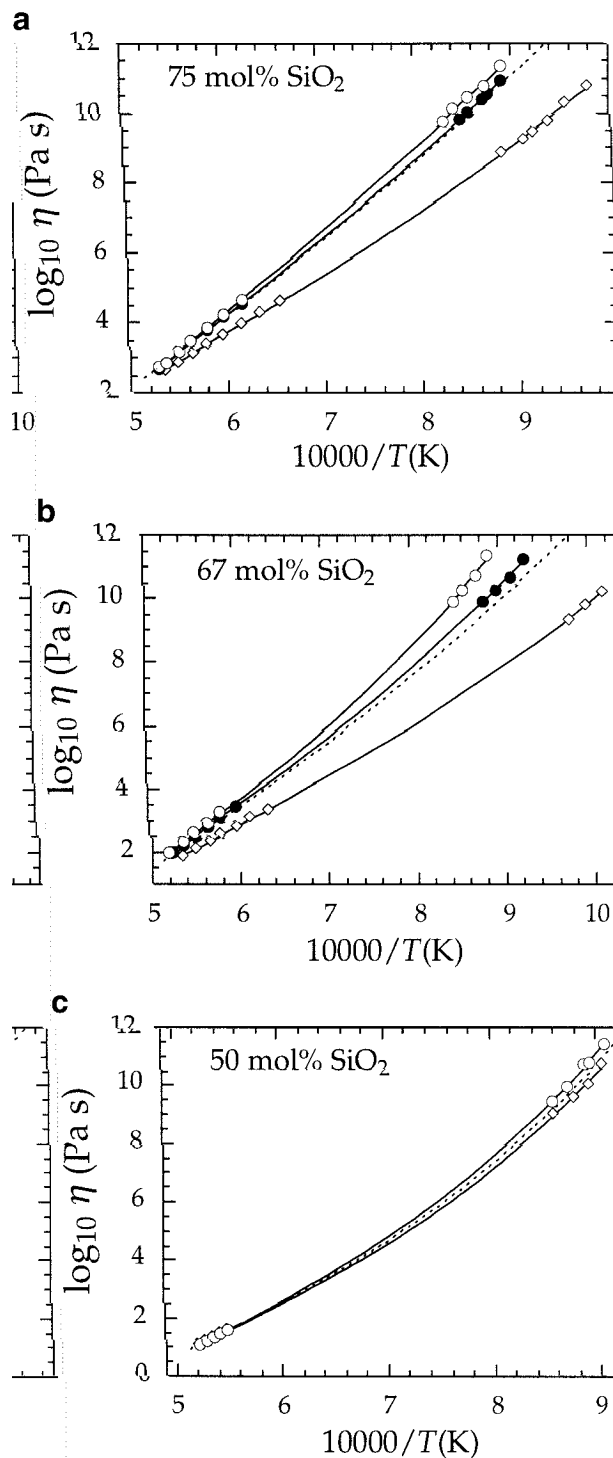 a
12
75 mol% SiO₂
10
8
6
4
2
log₁₀ η (Pa s)
10
5 6 7 8 9
10000/T(K)
b
12
67 mol% SiO₂
10
8
6
4
2
log₁₀ η (Pa s)
5 6 7 8 9 10
10000/T(K)
c
12
50 mol% SiO₂
10
8
6
4
2
0
log₁₀ η (Pa s)
5 6 7 8 9
10000/T(K)